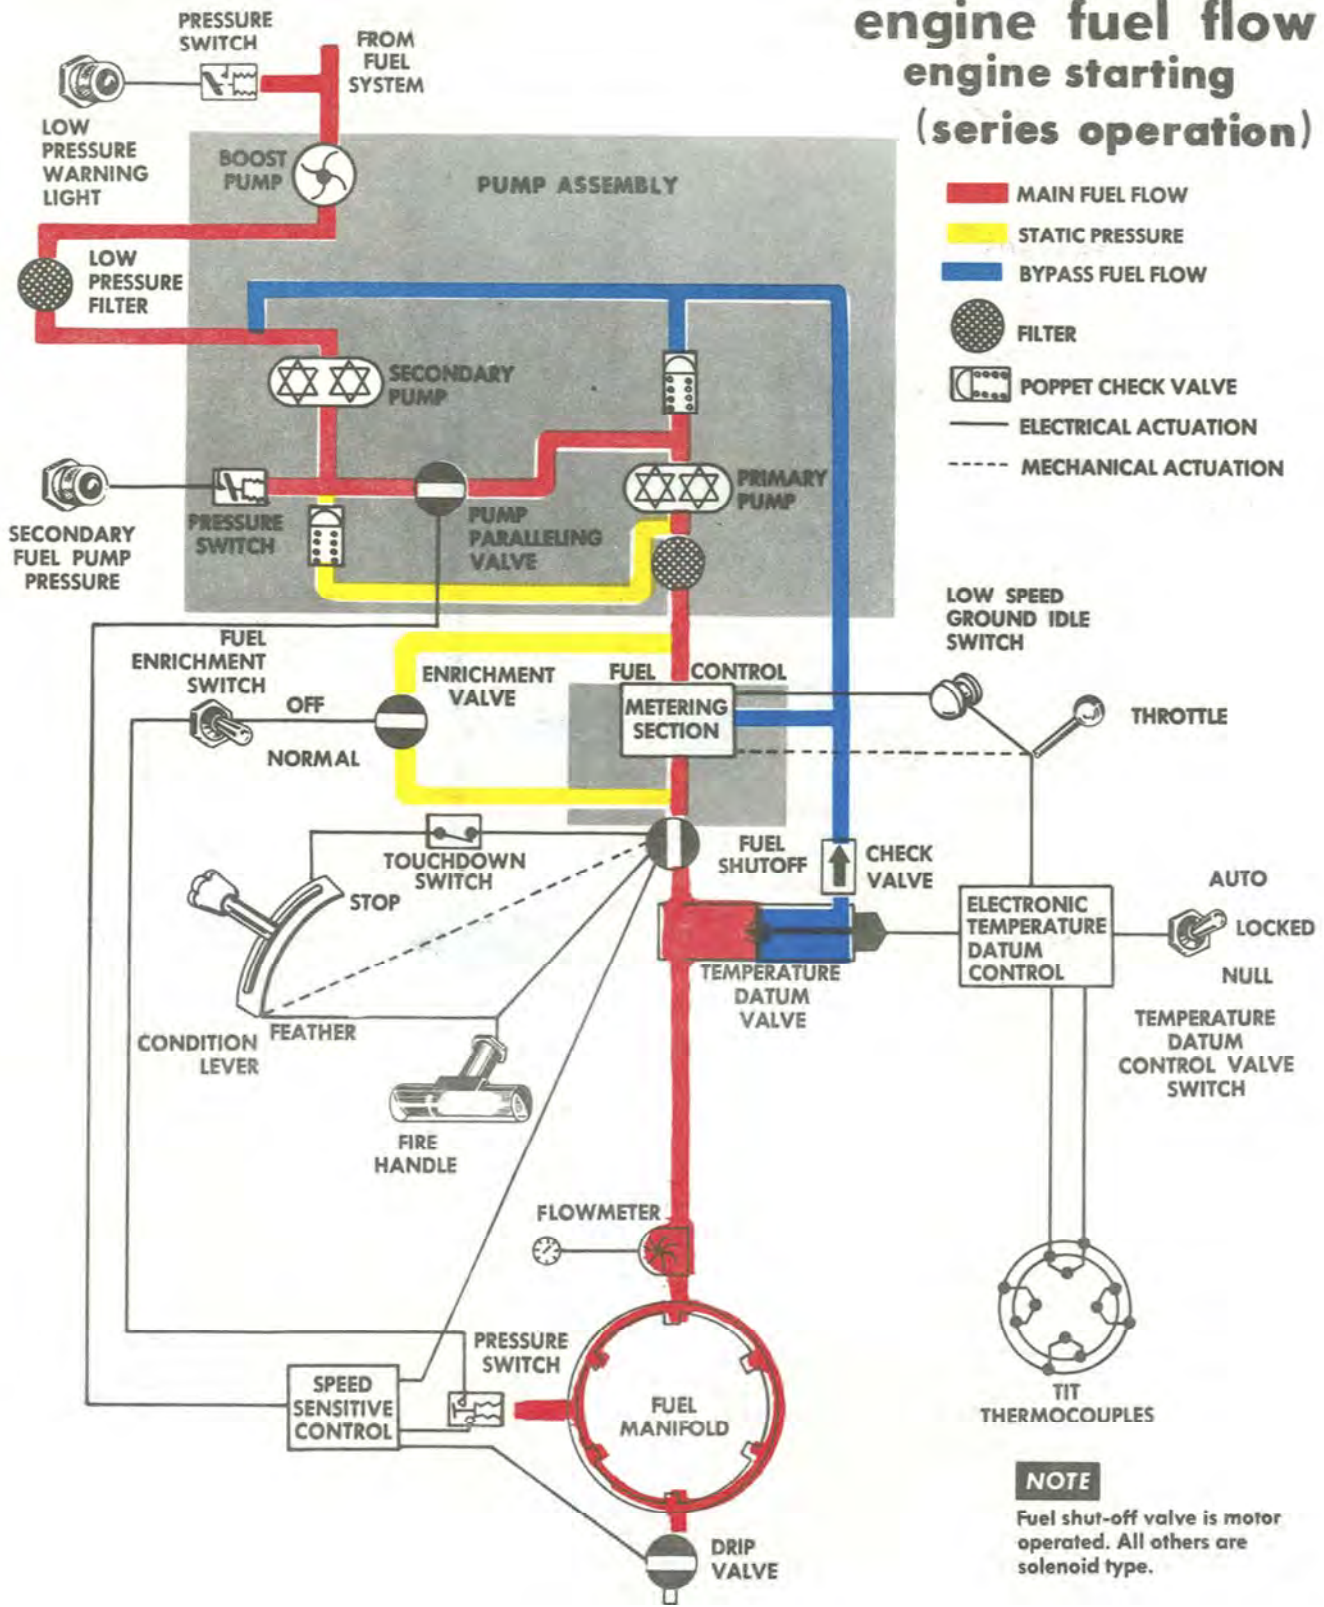 engine fuel flow
engine starting
(series operation)
PRESSURE
SWITCH
FROM
FUEL
SYSTEM
LOW
PRESSURE
WARNING
LIGHT
BOOST
PUMP
PUMP ASSEMBLY
MAIN FUEL FLOW
STATIC PRESSURE
BYPASS FUEL FLOW
FILTER
POPPET CHECK VALVE
ELECTRICAL ACTUATION
MECHANICAL ACTUATION
LOW
PRESSURE
FILTER
SECONDARY
PUMP
PRIMARY
PUMP
SECONDARY
FUEL PUMP
PRESSURE
PRESSURE
SWITCH
PUMP
PARALLELING
VALVE
FUEL
ENRICHMENT
SWITCH
OFF
NORMAL
ENRICHMENT
VALVE
FUEL CONTROL
METERING
SECTION
LOW SPEED
GROUND IDLE
SWITCH
THROTTLE
TOUCHDOWN
SWITCH
FUEL
SHUTOFF
CHECK
VALVE
STOP
FEATHER
CONDITION
LEVER
FIRE
HANDLE
TEMPERATURE
DATUM
VALVE
ELECTRONIC
TEMPERATURE
DATUM
CONTROL
AUTO
LOCKED
NULL
TEMPERATURE
DATUM
CONTROL VALVE
SWITCH
FLOWMETER
PRESSURE
SWITCH
SPEED
SENSITIVE
CONTROL
FUEL
MANIFOLD
TIT
THERMOCOUPLES
DRIP
VALVE
NOTE
Fuel shut-off valve is motor
operated. All others are
solenoid type.